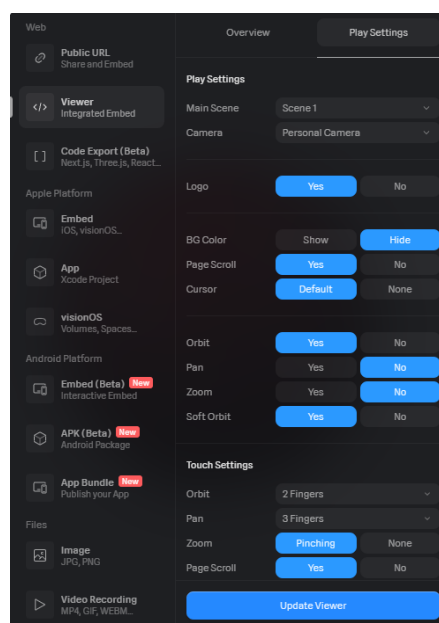 Web
Public URL
Share and Embed
</>
Viewer
Integrated Embed
[ ]
Code Export (Beta)
Next.js, Three.js, React...
Apple Platform
Embed
iOS, visionOS...
App
Xcode Project
visionOS
Volumes, Spaces...
Android Platform
Embed (Beta) New
Interactive Embed
APK (Beta) New
Android Package
App Bundle New
Publish your App
Files
Image
JPG, PNG
Video Recording
MP4, GIF, WEBM...
Overview Play Settings
Play Settings
Main Scene Scene 1
Camera Personal Camera
Logo Yes No
BG Color Show Hide
Page Scroll Yes No
Cursor Default None
Orbit Yes No
Pan Yes No
Zoom Yes No
Soft Orbit Yes No
Touch Settings
Orbit 2 Fingers
Pan 3 Fingers
Zoom Pinching None
Page Scroll Yes No
Update Viewer